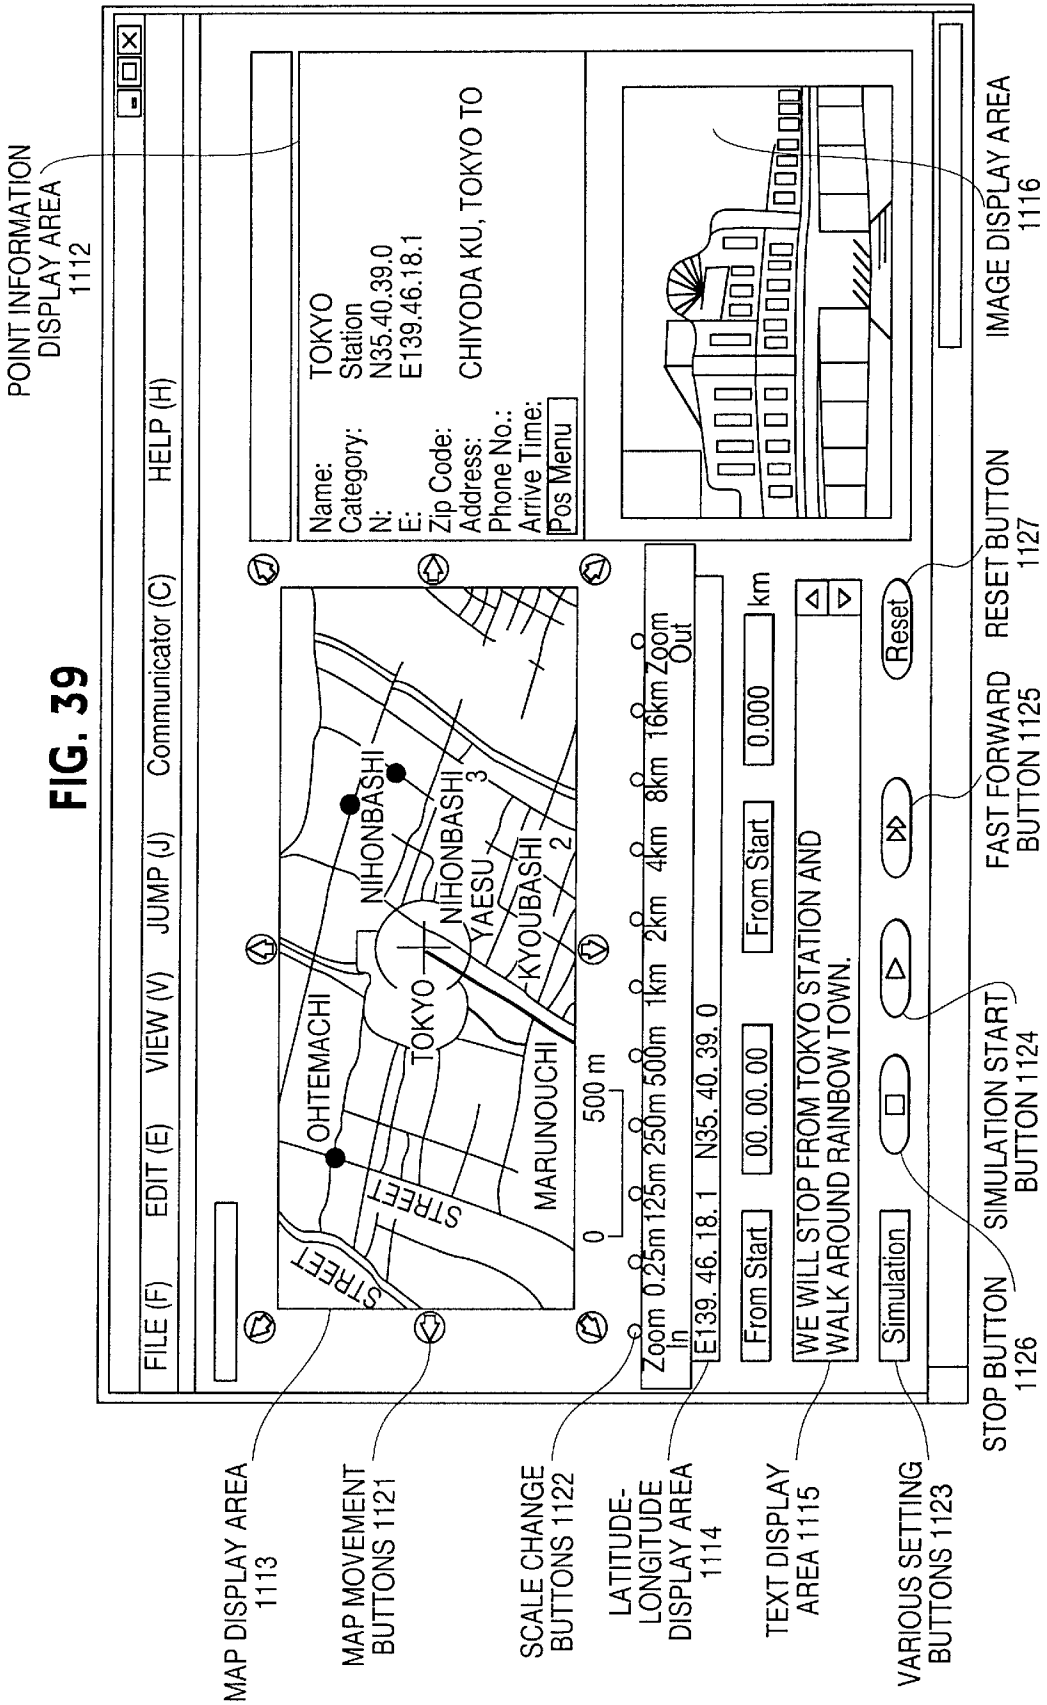 FIG. 39
POINT INFORMATION
DISPLAY AREA
1112
FILE (F) EDIT (E) VIEW (V) JUMP (J) Communicator (C) HELP (H)
MAP DISPLAY AREA
1113
MAP MOVEMENT
BUTTONS 1121
SCALE CHANGE
BUTTONS 1122
LATITUDE-
LONGITUDE
DISPLAY AREA
1114
TEXT DISPLAY
AREA 1115
VARIOUS SETTING
BUTTONS 1123
STREET
STREET
OHTEMACHI
NIHONBASHI
TOKYO
NIHONBASHI
3
YAESU
KYOUBASHI
2
MARUNOUCHI
0 500 m
Name: TOKYO
Category: Station
N: N35.40.39.0
E: E139.46.18.1
Zip Code:
Address: CHIYODA KU, TOKYO TO
Phone No.:
Arrive Time:
Pos Menu
Zoom In 0.25m 125m 250m 500m 1km 2km 4km 8km 16km Zoom Out
E139. 46. 18. 1 N35. 40. 39. 0
From Start 00. 00. 00 From Start 0.000 km
WE WILL STOP FROM TOKYO STATION AND
WALK AROUND RAINBOW TOWN.
Simulation Reset
STOP BUTTON
1126
SIMULATION START
BUTTON 1124
FAST FORWARD
BUTTON 1125
RESET BUTTON
1127
IMAGE DISPLAY AREA
1116